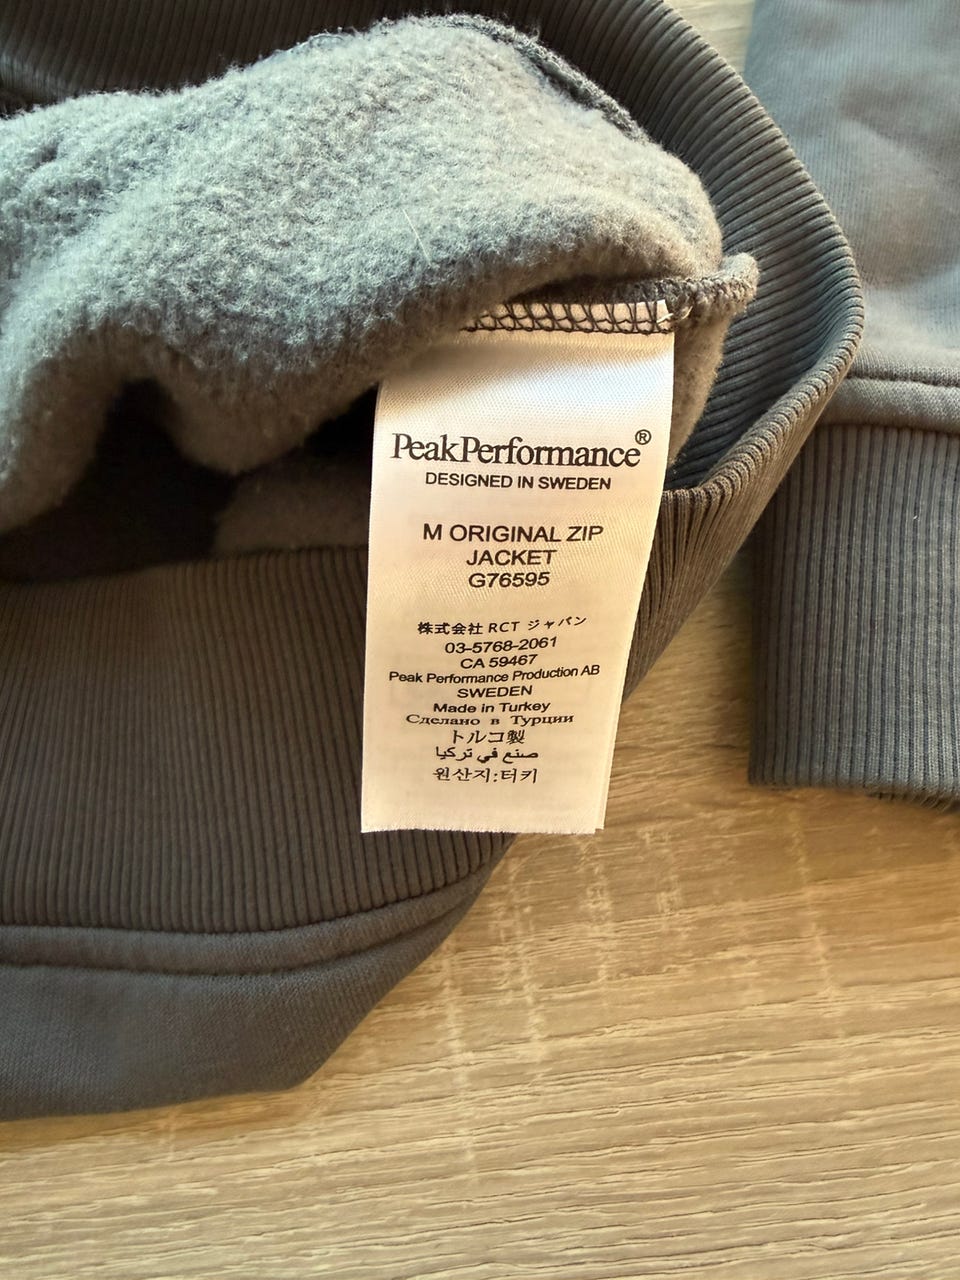 PeakPerformance®
DESIGNED IN SWEDEN
M ORIGINAL ZIP
JACKET
G76595
株式会社 RCT ジャパン
03-5768-2061
CA 59467
Peak Performance Production AB
SWEDEN
Made in Turkey
Сделано в Турции
トルコ製
صنع في تركيا
원산지:터키